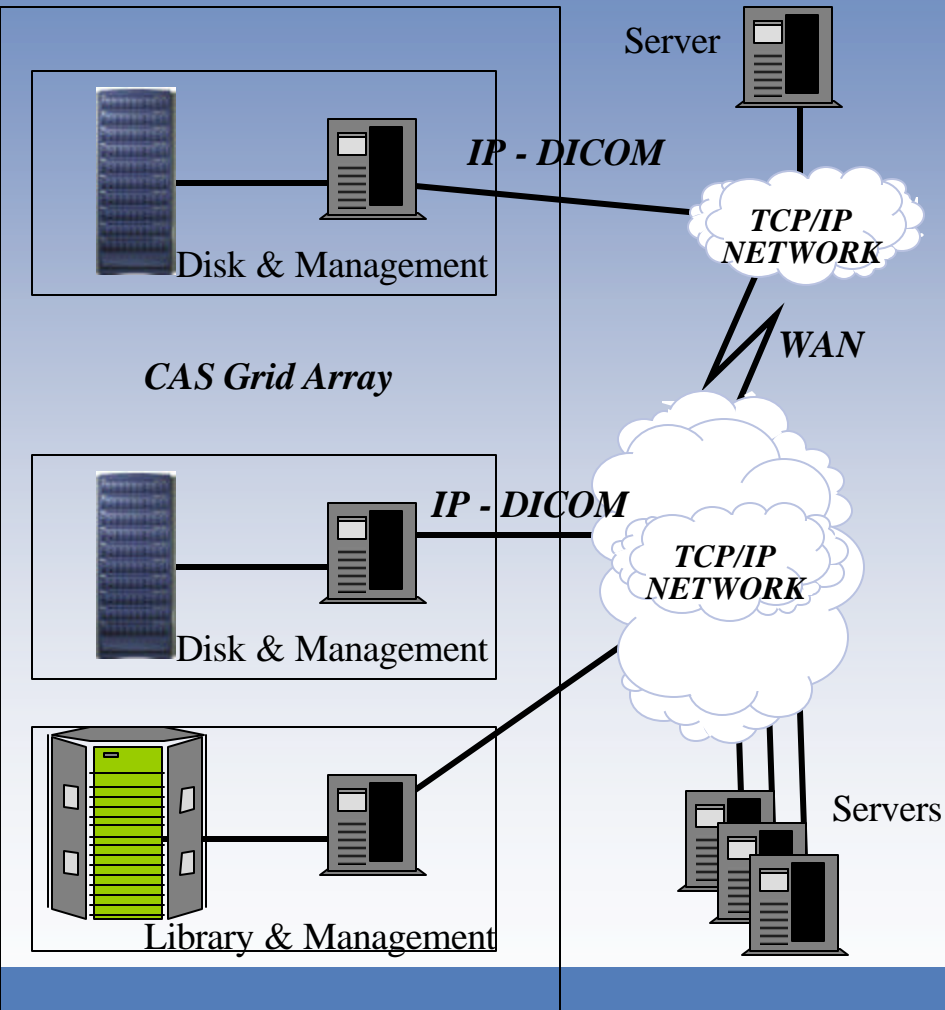 Server
IP - DICOM
TCP/IP
NETWORK
Disk & Management
WAN
CAS Grid Array
IP - DICOM
TCP/IP
NETWORK
Disk & Management
Servers
Library & Management